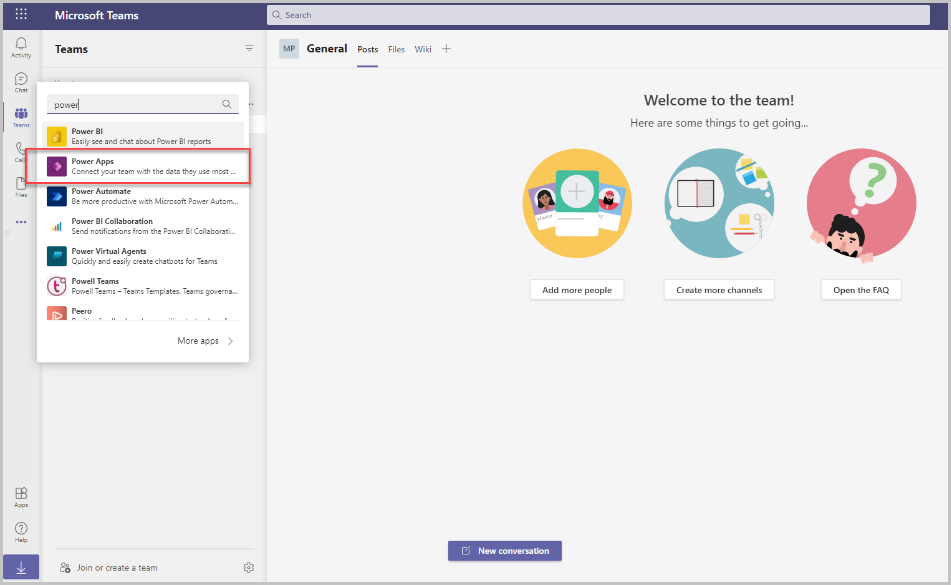 Microsoft Teams
Search
Activity
Chat
Teams
Files
Apps
Help
Teams
power
Power BI
Easily see and chat about Power BI reports
Power Apps
Connect your team with the data they use most ...
Power Automate
Be more productive with Microsoft Power Autom...
Power BI Collaboration
Send notifications from the Power BI Collaborati...
Power Virtual Agents
Quickly and easily create chatbots for Teams
Powell Teams
Powell Teams – Teams Templates. Teams governa...
Peero
More apps
Join or create a team
MP
General
Posts
Files
Wiki
Welcome to the team!
Here are some things to get going...
Add more people
Create more channels
Open the FAQ
New conversation